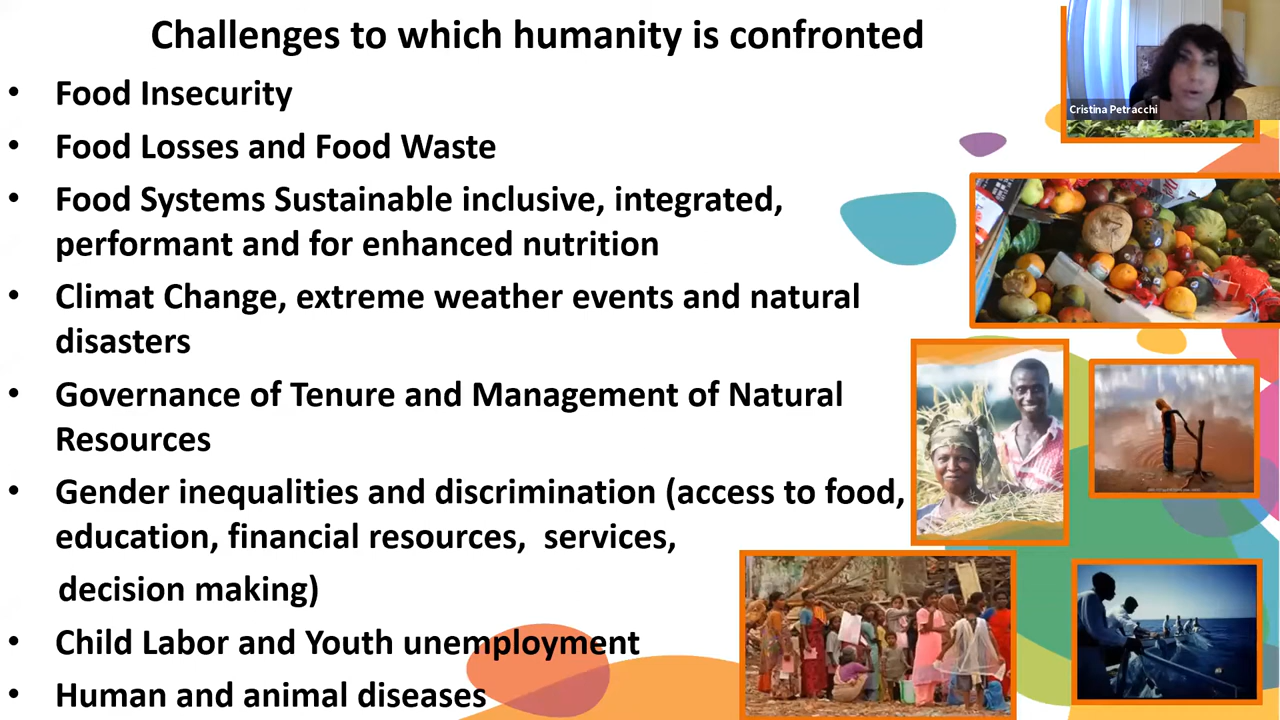 Challenges to which humanity is confronted
Cristina Petracchi
• Food Insecurity
• Food Losses and Food Waste
• Food Systems Sustainable inclusive, integrated,
performant and for enhanced nutrition
• Climat Change, extreme weather events and natural
disasters
• Governance of Tenure and Management of Natural
Resources
• Gender inequalities and discrimination (access to food,
education, financial resources,  services,
decision making)
• Child Labor and Youth unemployment
• Human and animal diseases